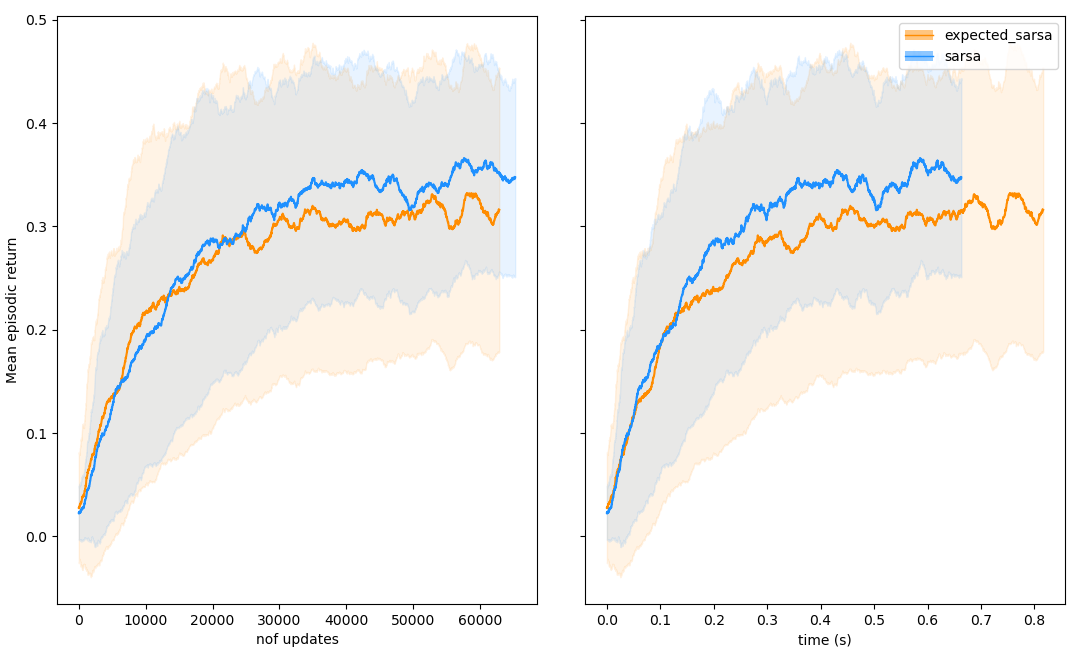 0.5
0.4
0.3
0.2
0.1
0.0
Mean episodic return
0 10000 20000 30000 40000 50000 60000
nof updates
expected_sarsa
sarsa
0.0 0.1 0.2 0.3 0.4 0.5 0.6 0.7 0.8
time (s)